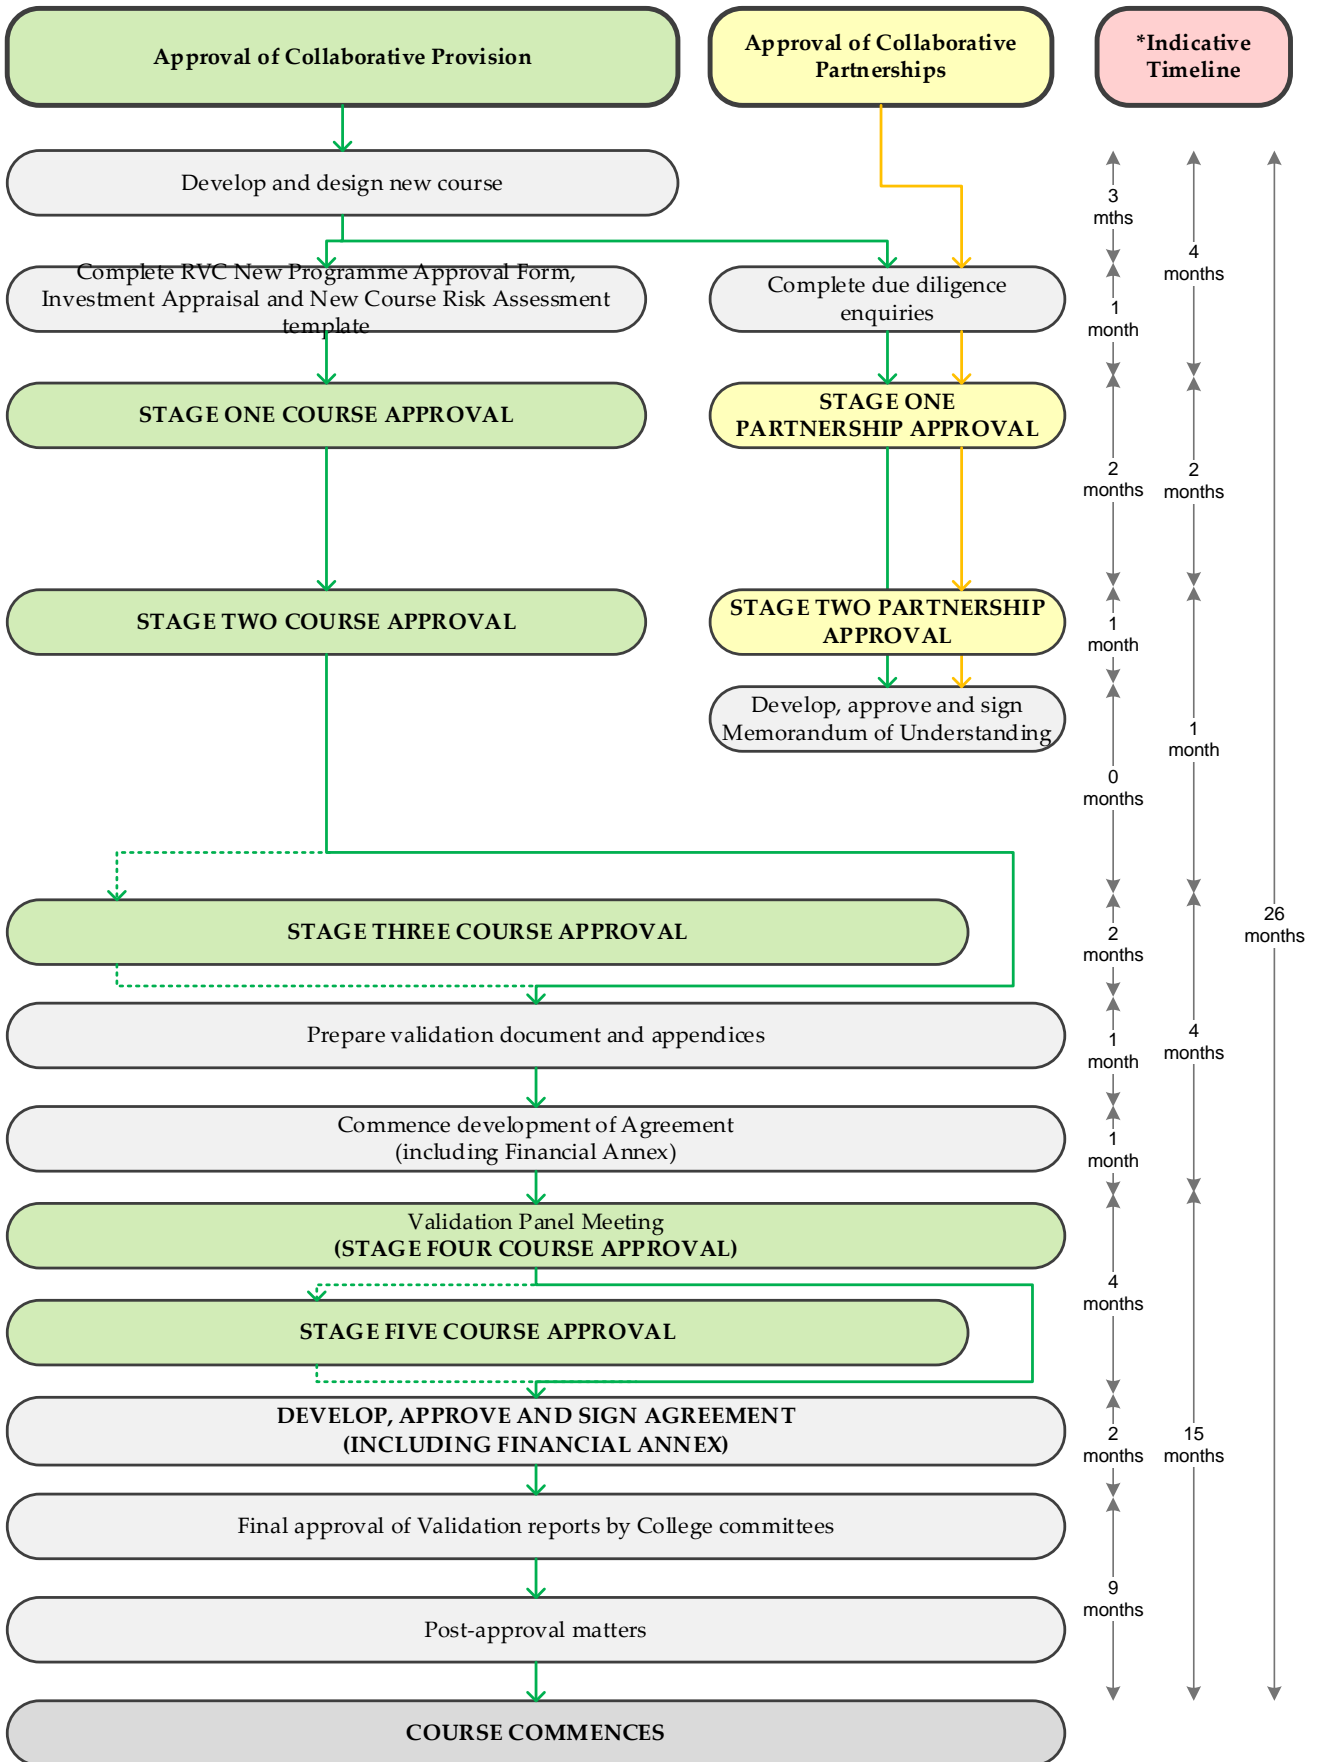 Approval of Collaborative Provision
Approval of Collaborative
Partnerships
*Indicative
Timeline
Develop and design new course
3
mths
4
months
Complete RVC New Programme Approval Form,
Investment Appraisal and New Course Risk Assessment
template
Complete due diligence
enquiries
1
month
STAGE ONE COURSE APPROVAL
STAGE ONE
PARTNERSHIP APPROVAL
2
months
2
months
STAGE TWO COURSE APPROVAL
STAGE TWO PARTNERSHIP
APPROVAL
1
month
Develop, approve and sign
Memorandum of Understanding
1
month
0
months
STAGE THREE COURSE APPROVAL
2
months
26
months
Prepare validation document and appendices
1
month
4
months
Commence development of Agreement
(including Financial Annex)
1
month
Validation Panel Meeting
(STAGE FOUR COURSE APPROVAL)
4
months
STAGE FIVE COURSE APPROVAL
DEVELOP, APPROVE AND SIGN AGREEMENT
(INCLUDING FINANCIAL ANNEX)
2
months
15
months
Final approval of Validation reports by College committees
9
months
Post-approval matters
COURSE COMMENCES